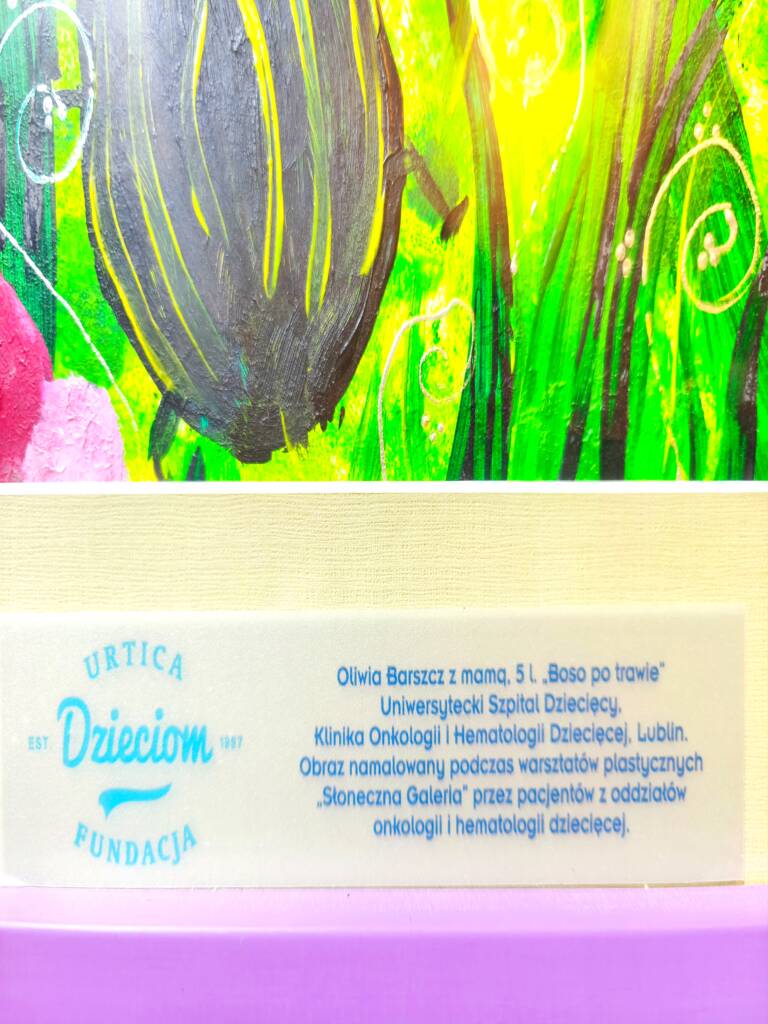 URTICA
EST. Dzieciom 1997
FUNDACJA
Oliwia Barszcz z mamą, 5 l. „Boso po trawie"
Uniwersytecki Szpital Dziecięcy,
Klinika Onkologii i Hematologii Dziecięcej, Lublin.
Obraz namalowany podczas warsztatów plastycznych
„Słoneczna Galeria" przez pacjentów z oddziałów
onkologii i hematologii dziecięcej.